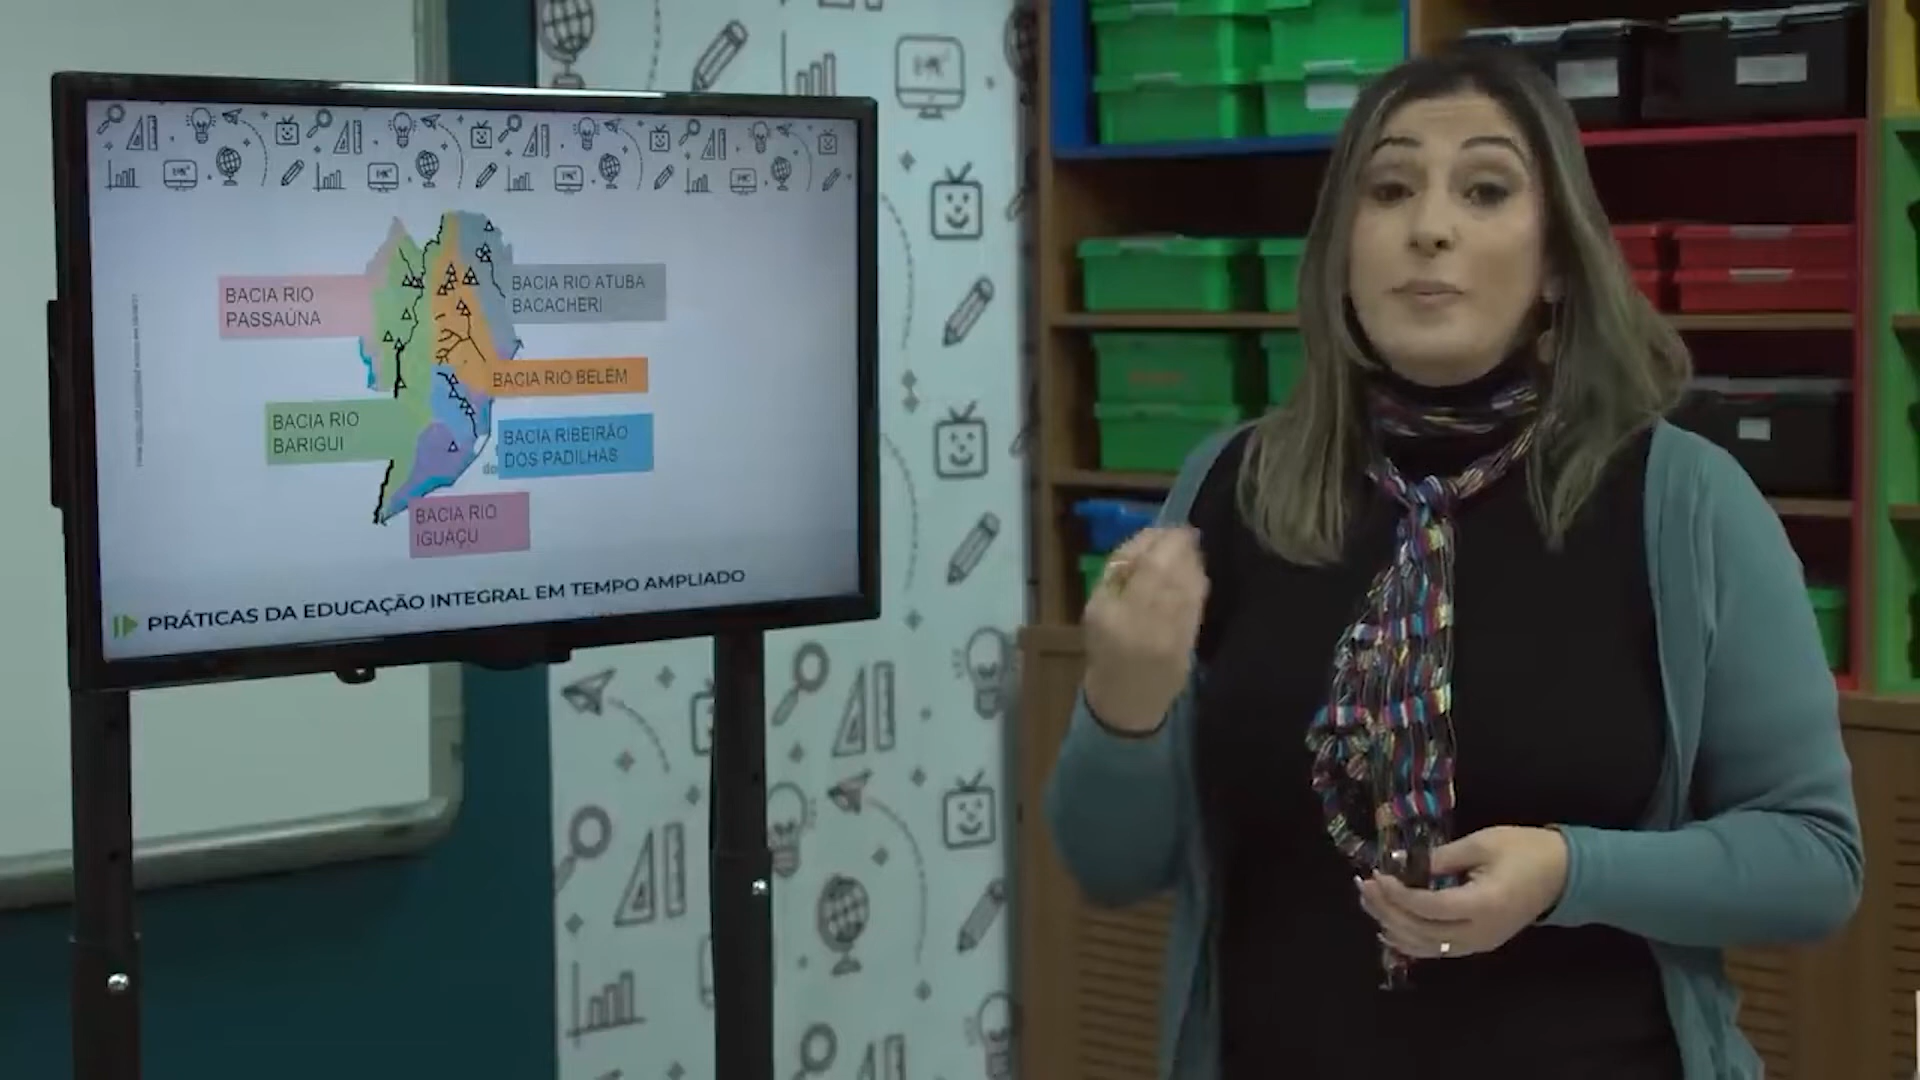 BACIA RIO
PASSAÚNA
BACIA RIO ATUBA
BACACHERI
BACIA RIO BELÉM
BACIA RIO
BARIGUI
BACIA RIBEIRÃO
DOS PADILHAS
BACIA RIO
IGUAÇU
PRÁTICAS DA EDUCAÇÃO INTEGRAL EM TEMPO AMPLIADO